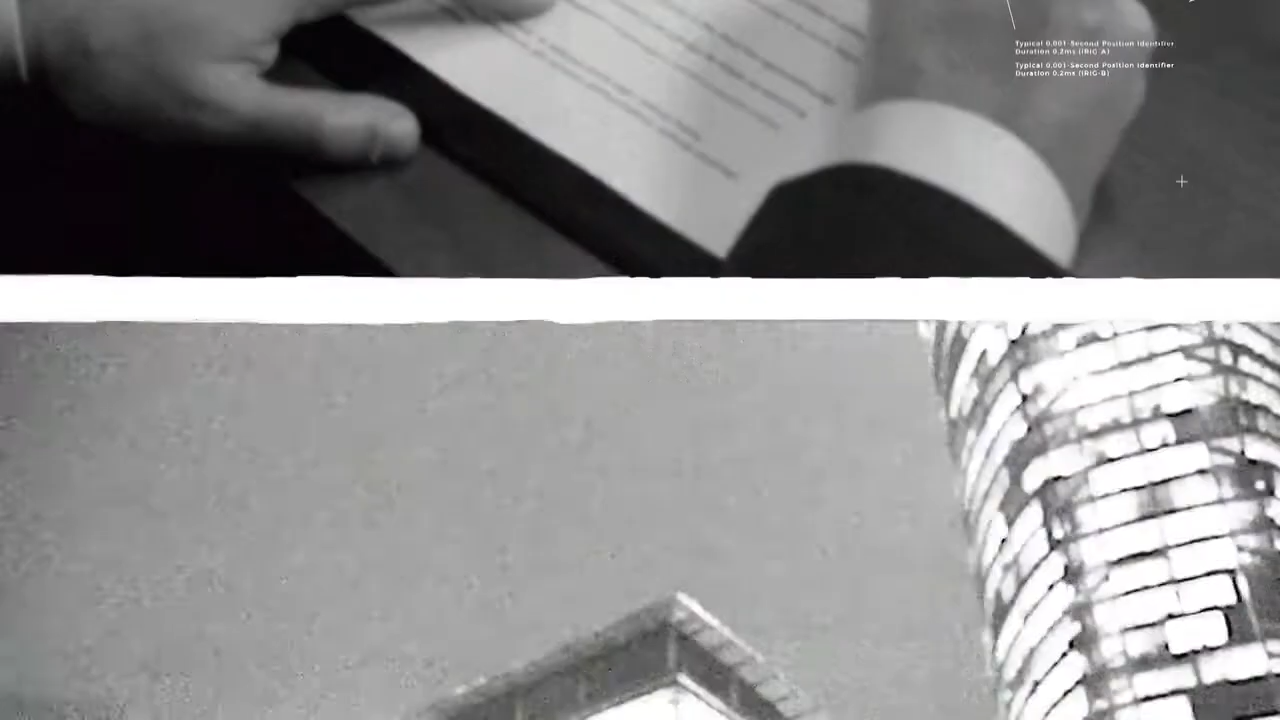 Typical 0.001-Second Position Identifier
Duration 0.2ms (IRIG-A)
Typical 0.001-Second Position Identifier
Duration 0.2ms (IRIG-B)